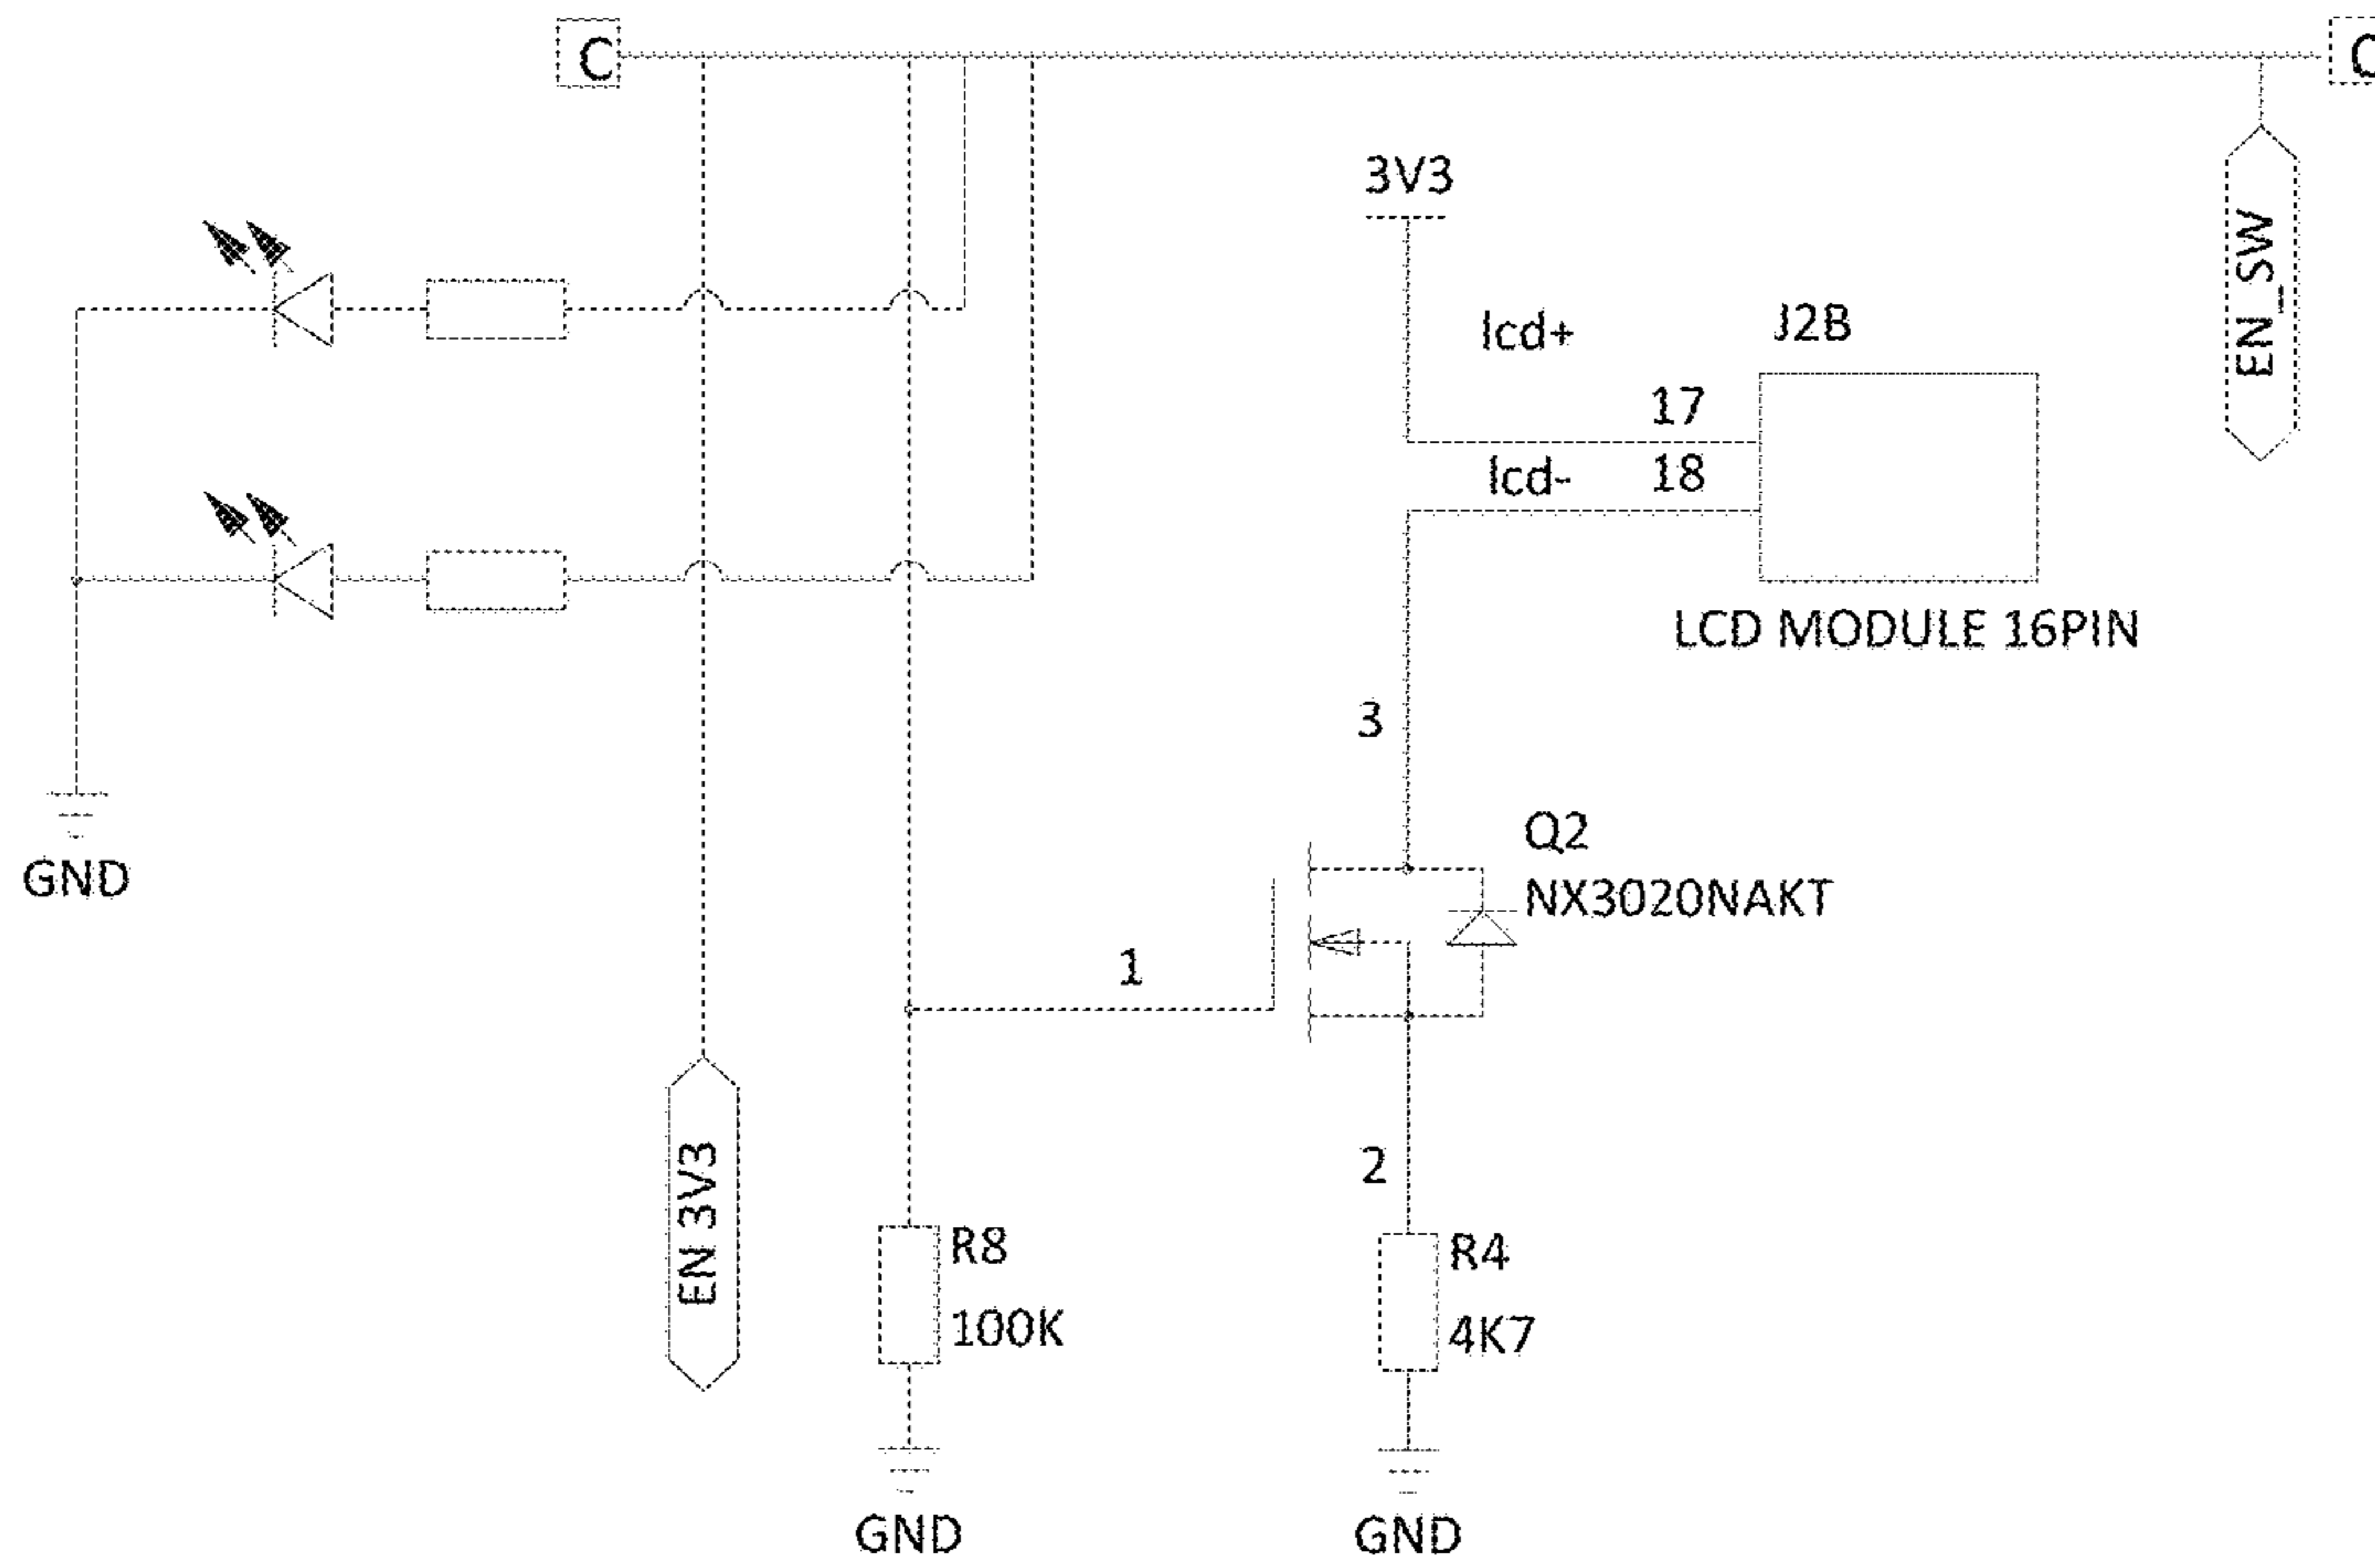 C
C
3V3
EN_SW
lcd+
J2B
17
lcd-
18
LCD MODULE 16PIN
3
Q2
NX3020NAKT
GND
1
EN 3V3
2
R8
100K
R4
4K7
GND
GND